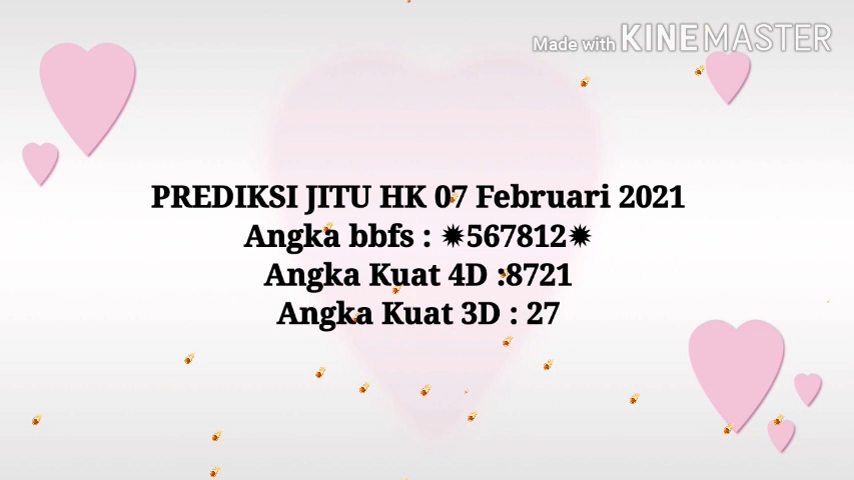 Made with KINEMASTER
PREDIKSI JITU HK 07 Februari 2021
Angka bbfs : ✹567812✹
Angka Kuat 4D :8721
Angka Kuat 3D : 27